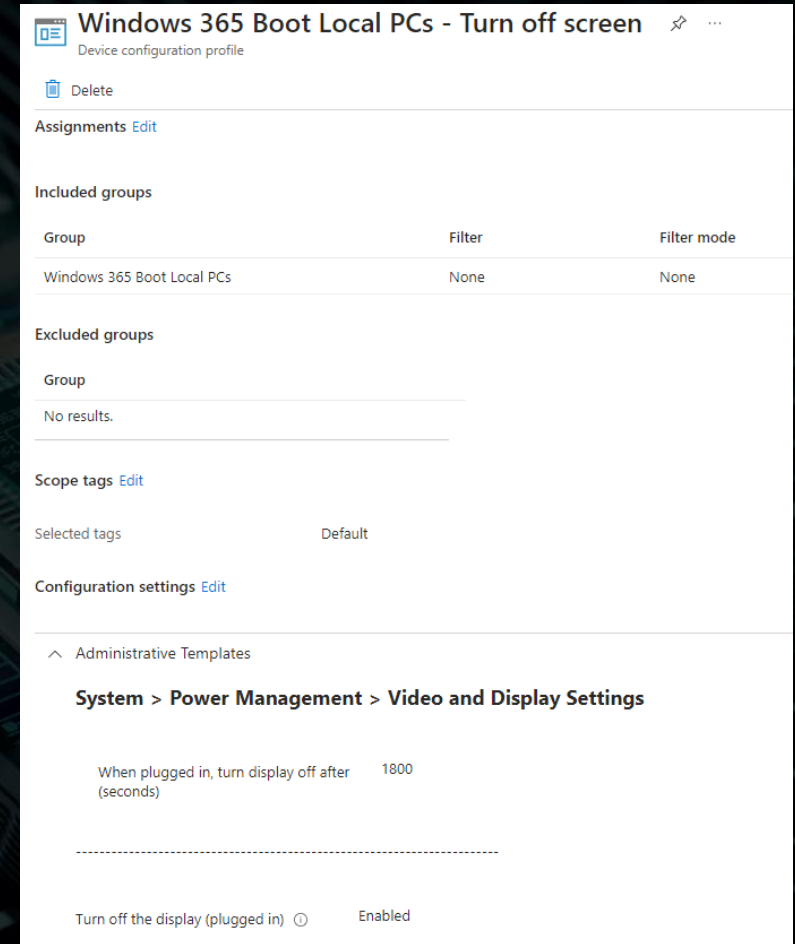 Windows 365 Boot Local PCs - Turn off screen
Device configuration profile
Delete
Assignments Edit
Included groups
Group Filter Filter mode
Windows 365 Boot Local PCs None None
Excluded groups
Group
No results.
Scope tags Edit
Selected tags Default
Configuration settings Edit
Administrative Templates
System > Power Management > Video and Display Settings
When plugged in, turn display off after 1800
(seconds)
-------------------------------------------------------------------------
Turn off the display (plugged in) Enabled